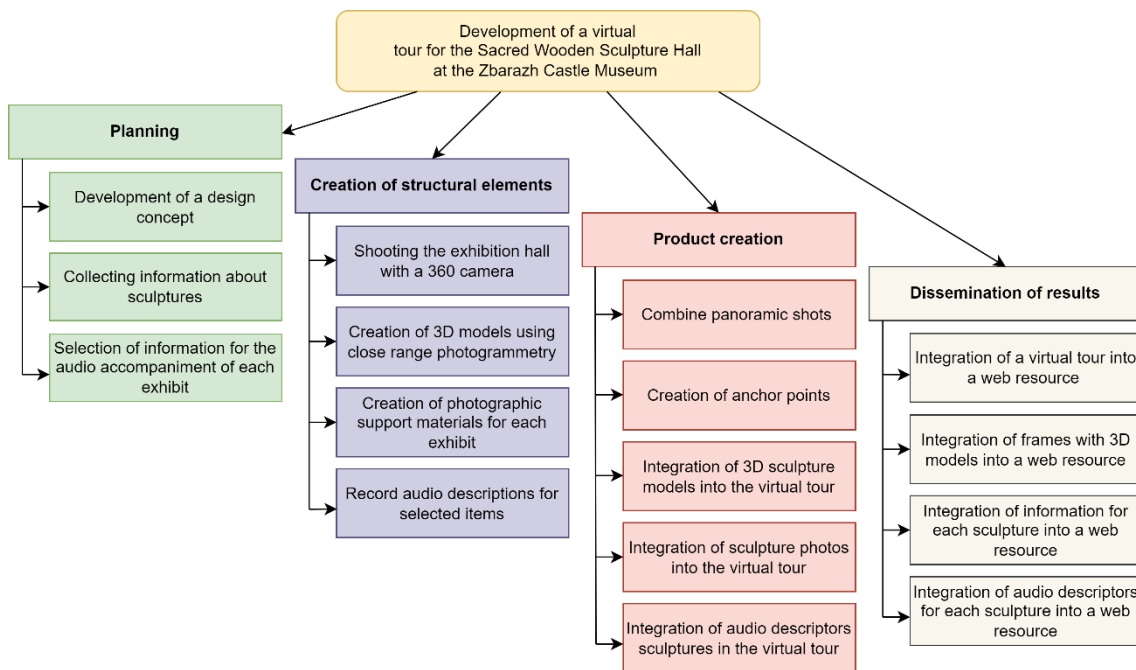 Development of a virtual
tour for the Sacred Wooden Sculpture Hall
at the Zbarazh Castle Museum
Planning
Development of a design
concept
Collecting information about
sculptures
Selection of information for the
audio accompaniment of each
exhibit
Creation of structural elements
Shooting the exhibition hall
with a 360 camera
Creation of 3D models using
close range photogrammetry
Creation of photographic
support materials for each
exhibit
Record audio descriptions for
selected items
Product creation
Combine panoramic shots
Creation of anchor points
Integration of 3D sculpture
models into the virtual tour
Integration of sculpture photos
into the virtual tour
Integration of audio descriptors
sculptures in the virtual tour
Dissemination of results
Integration of a virtual tour into
a web resource
Integration of frames with 3D
models into a web resource
Integration of information for
each sculpture into a web
resource
Integration of audio descriptors
for each sculpture into a web
resource